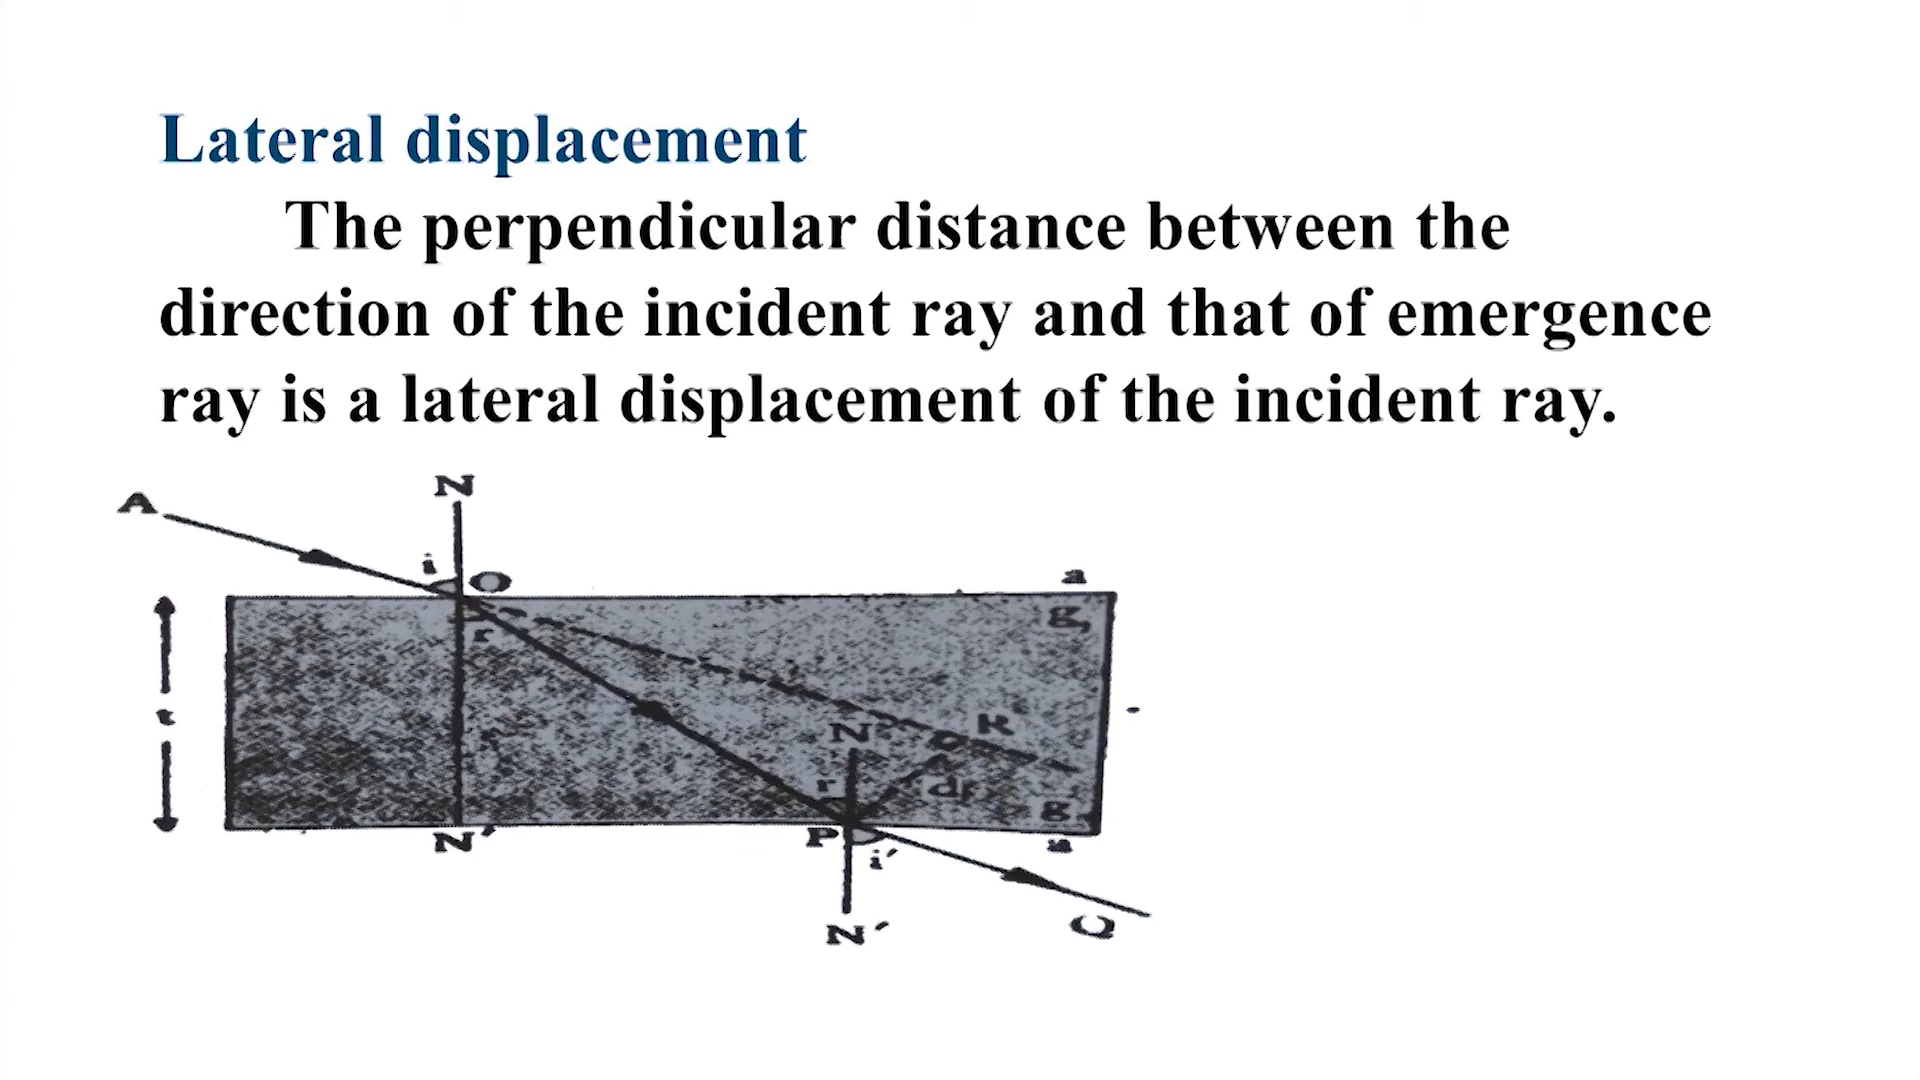 Lateral displacement
The perpendicular distance between the
direction of the incident ray and that of emergence
ray is a lateral displacement of the incident ray.
N
A
i
O
a
g,
r
t
R
N
r
g
N′
P
i′
N′